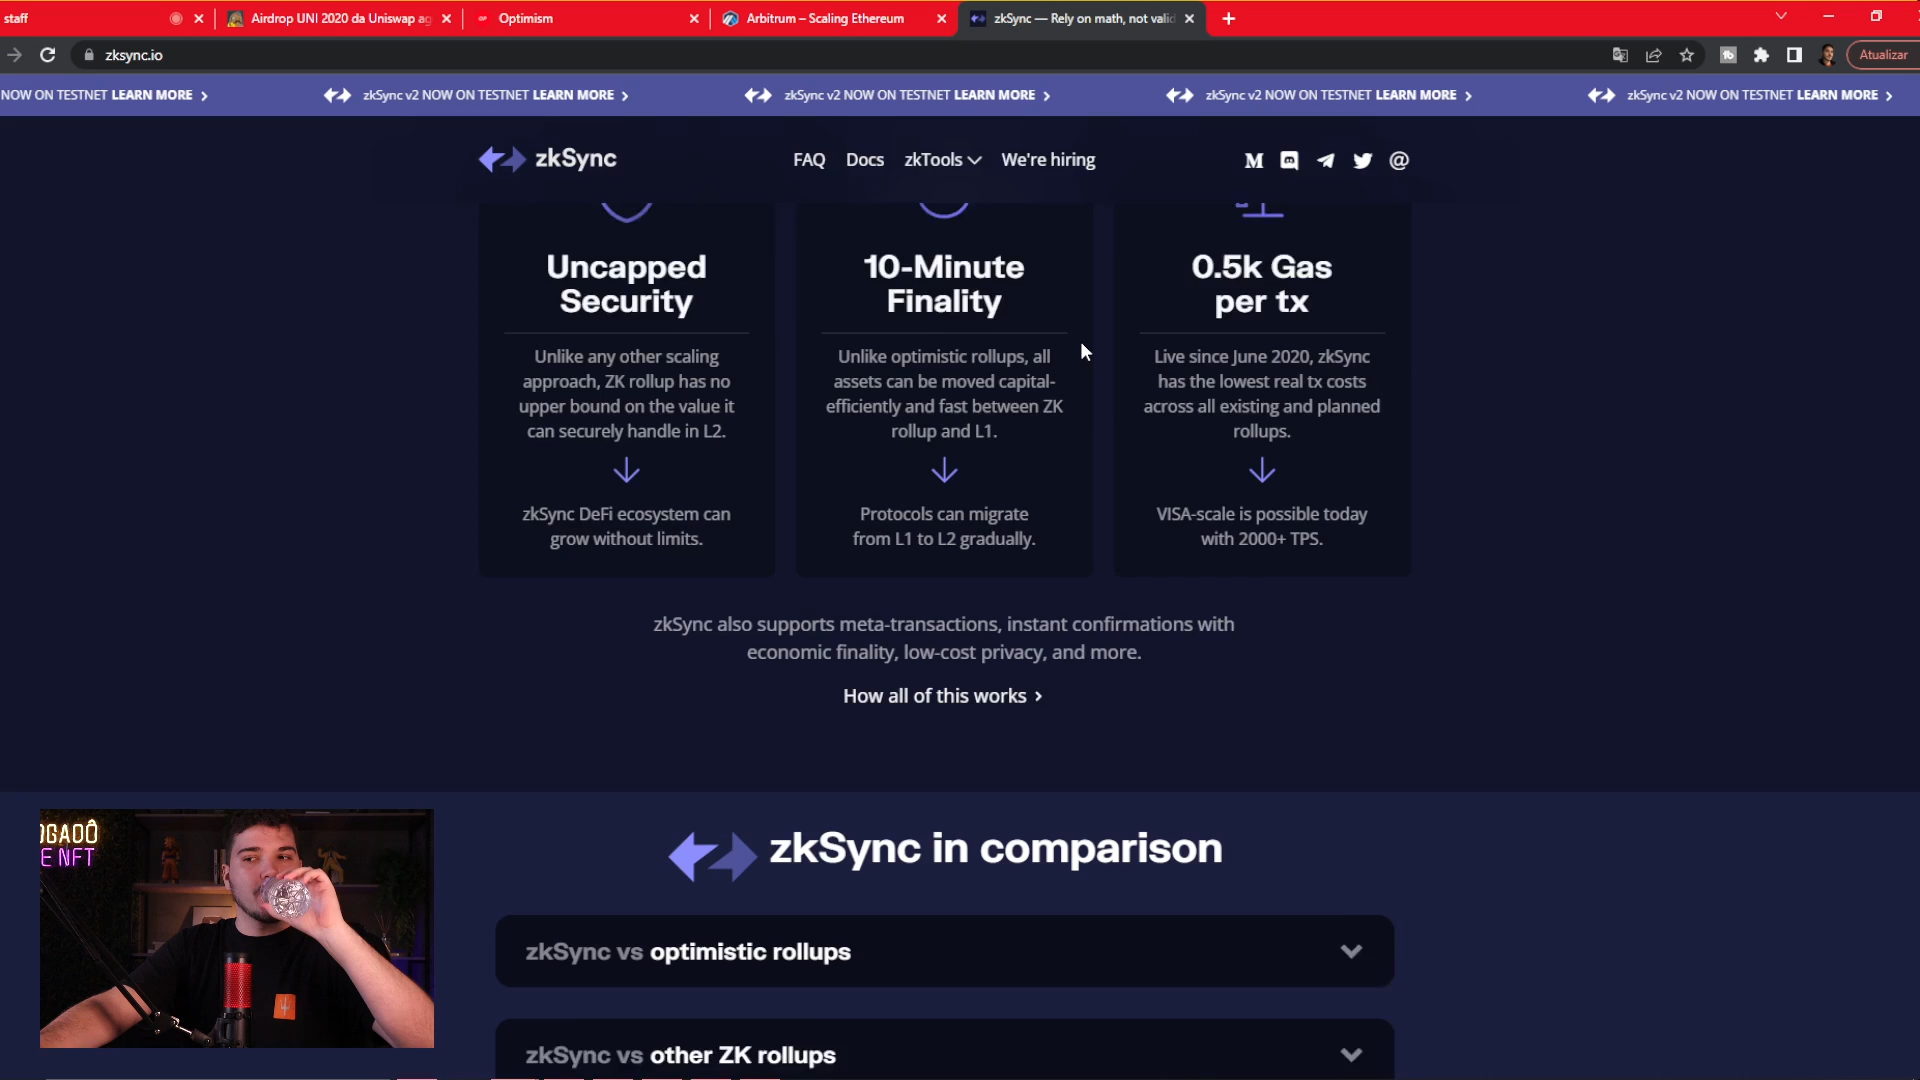 staff
Airdrop UNI 2020 da Uniswap ag
Optimism
Arbitrum – Scaling Ethereum
zkSync — Rely on math, not valid
zksync.io
Atualizar
NOW ON TESTNET LEARN MORE >
zkSync v2 NOW ON TESTNET LEARN MORE >
zkSync v2 NOW ON TESTNET LEARN MORE >
zkSync v2 NOW ON TESTNET LEARN MORE >
zkSync v2 NOW ON TESTNET LEARN MORE >
zkSync
FAQ
Docs
zkTools
We're hiring
Uncapped
Security
Unlike any other scaling
approach, ZK rollup has no
upper bound on the value it
can securely handle in L2.
zkSync DeFi ecosystem can
grow without limits.
10-Minute
Finality
Unlike optimistic rollups, all
assets can be moved capital-
efficiently and fast between ZK
rollup and L1.
Protocols can migrate
from L1 to L2 gradually.
0.5k Gas
per tx
Live since June 2020, zkSync
has the lowest real tx costs
across all existing and planned
rollups.
VISA-scale is possible today
with 2000+ TPS.
zkSync also supports meta-transactions, instant confirmations with
economic finality, low-cost privacy, and more.
How all of this works >
zkSync in comparison
zkSync vs optimistic rollups
zkSync vs other ZK rollups
OGADÔ
E NFT